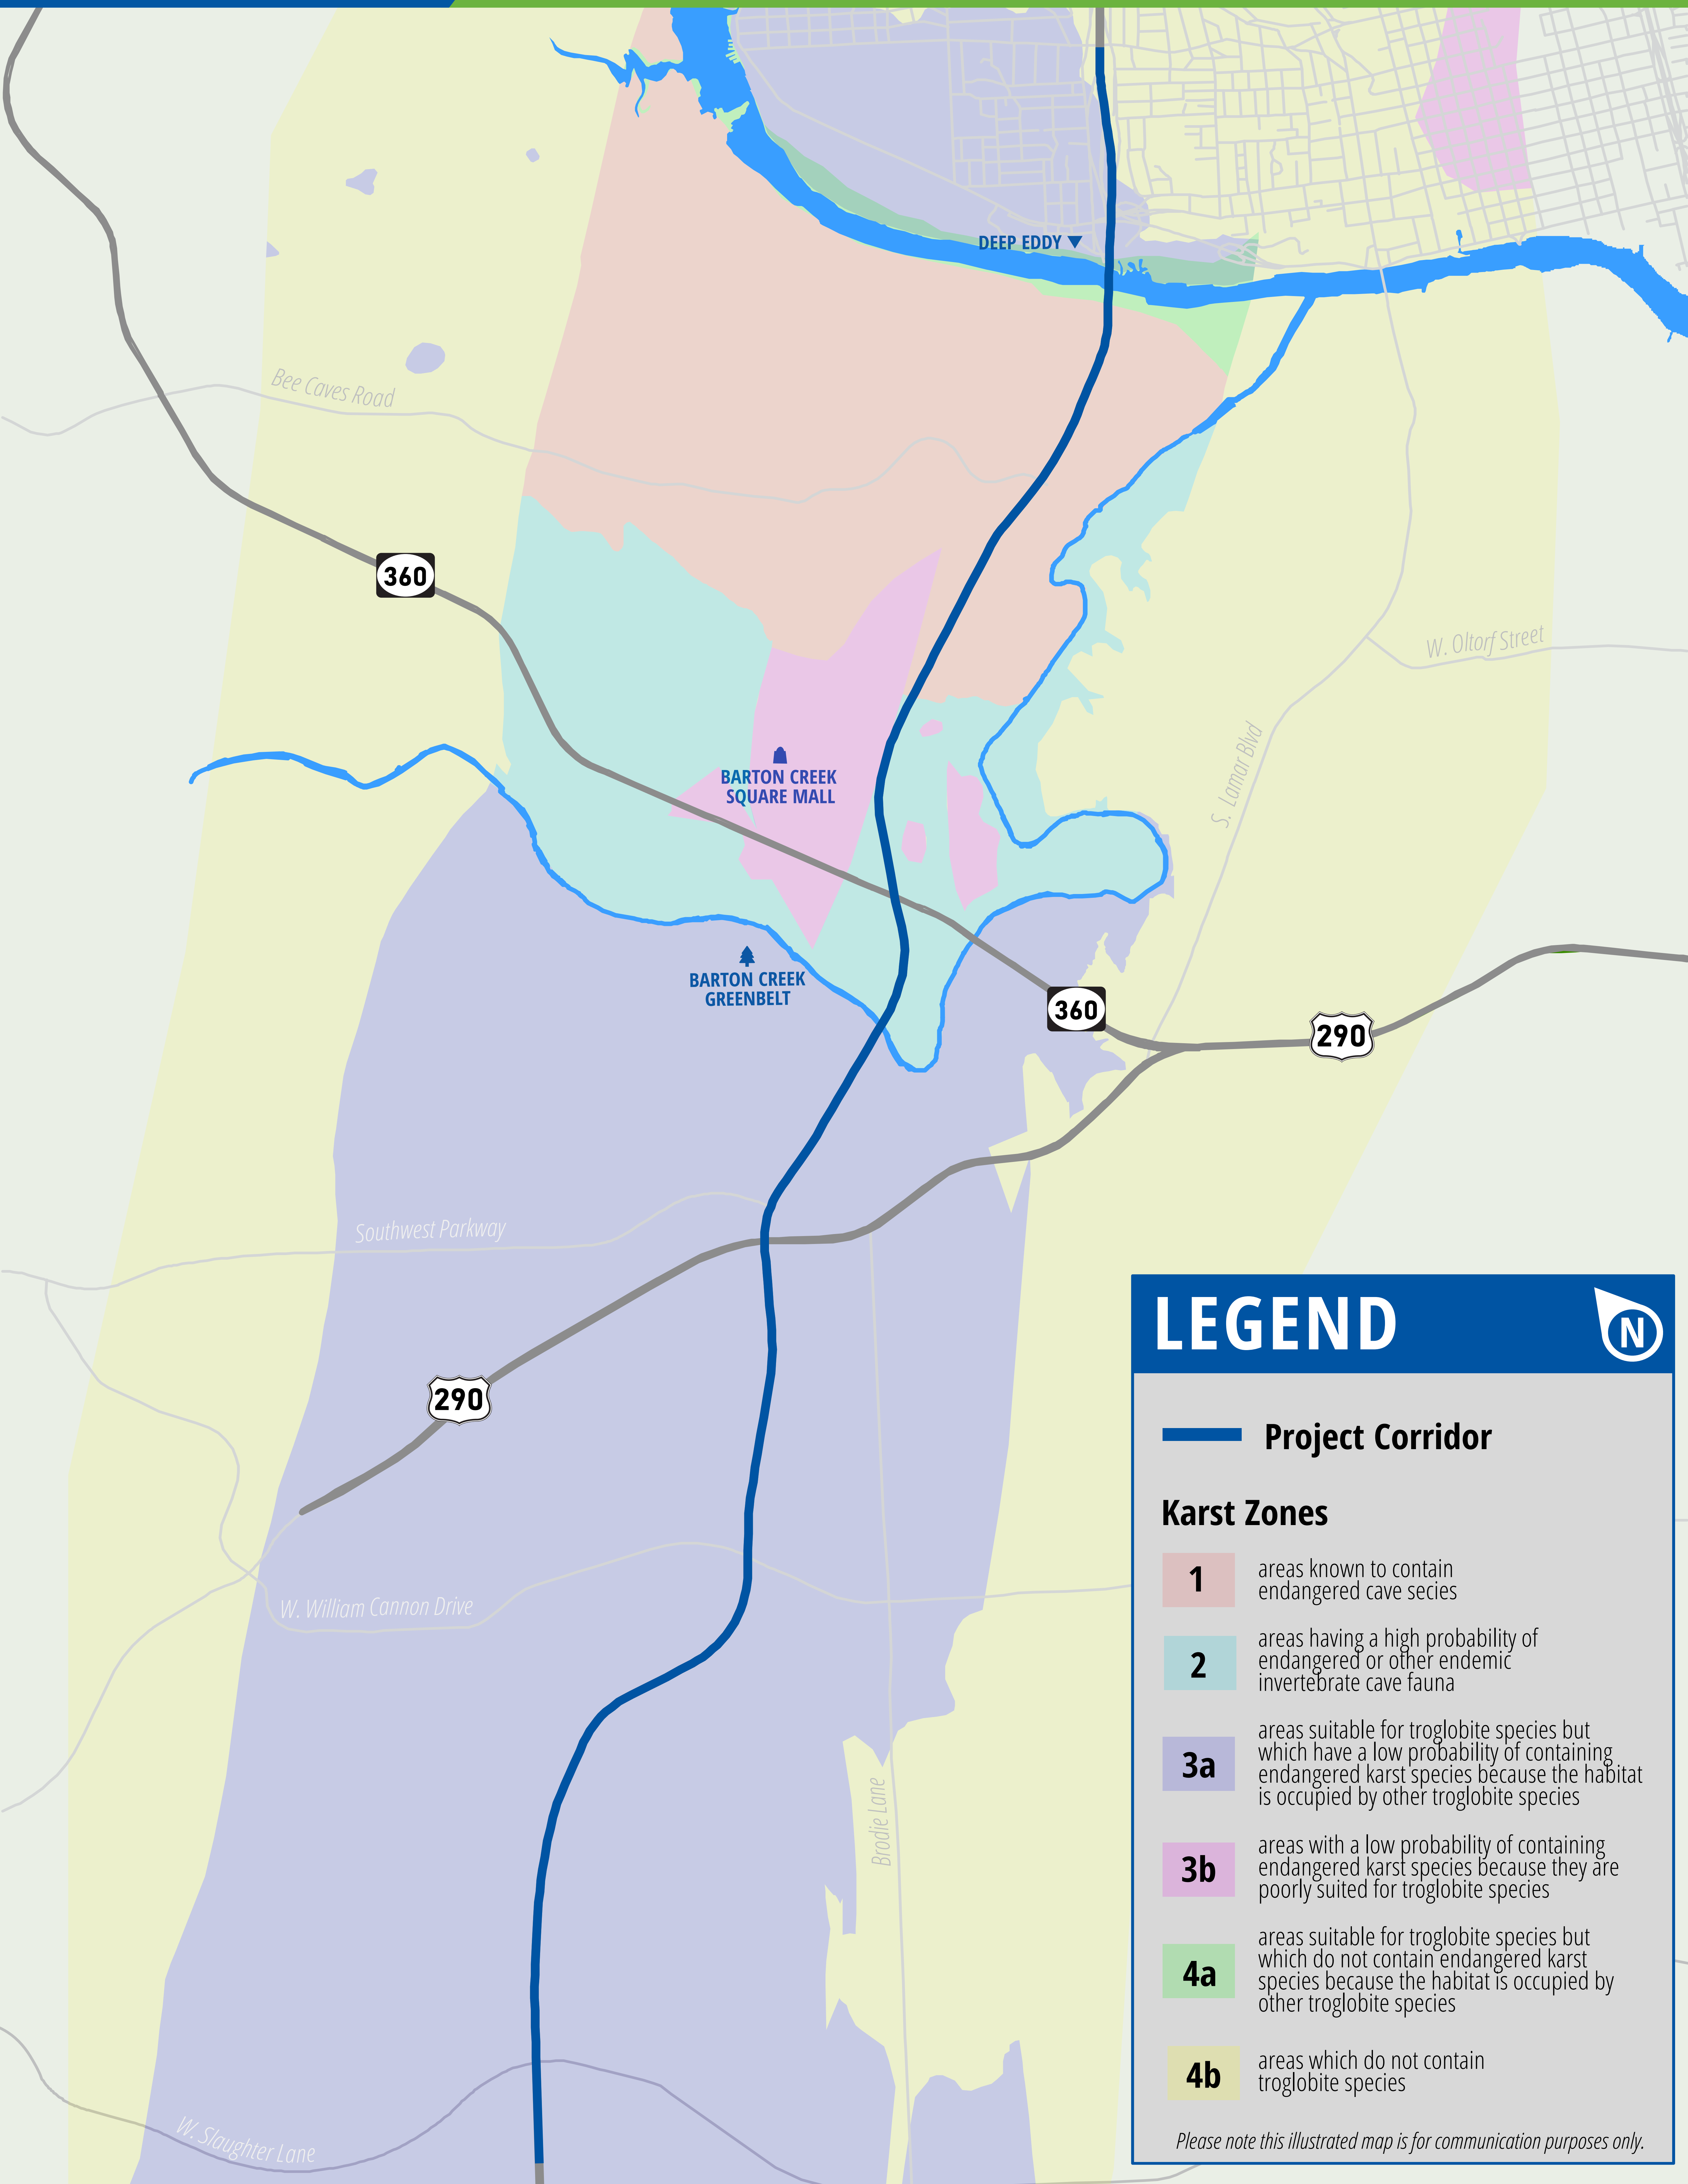 DEEP EDDY
Bee Caves Road
360
W. Oltorf Street
S. Lamar Blvd
BARTON CREEK
SQUARE MALL
BARTON CREEK
GREENBELT
360
290
Southwest Parkway
290
W. William Cannon Drive
Brodie Lane
W. Slaughter Lane
LEGEND
N
Project Corridor
Karst Zones
1
areas known to contain
endangered cave secies
2
areas having a high probability of
endangered or other endemic
invertebrate cave fauna
3a
areas suitable for troglobite species but
which have a low probability of containing
endangered karst species because the habitat
is occupied by other troglobite species
3b
areas with a low probability of containing
endangered karst species because they are
poorly suited for troglobite species
4a
areas suitable for troglobite species but
which do not contain endangered karst
species because the habitat is occupied by
other troglobite species
4b
areas which do not contain
troglobite species
Please note this illustrated map is for communication purposes only.